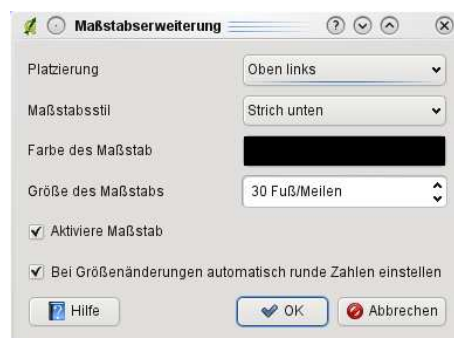 Maßstabserweiterung
Platzierung Oben links
Maßstabsstil Strich unten
Farbe des Maßstab
Größe des Maßstabs 30 Fuß/Meilen
Aktiviere Maßstab
Bei Größenänderungen automatisch runde Zahlen einstellen
Hilfe OK Abbrechen